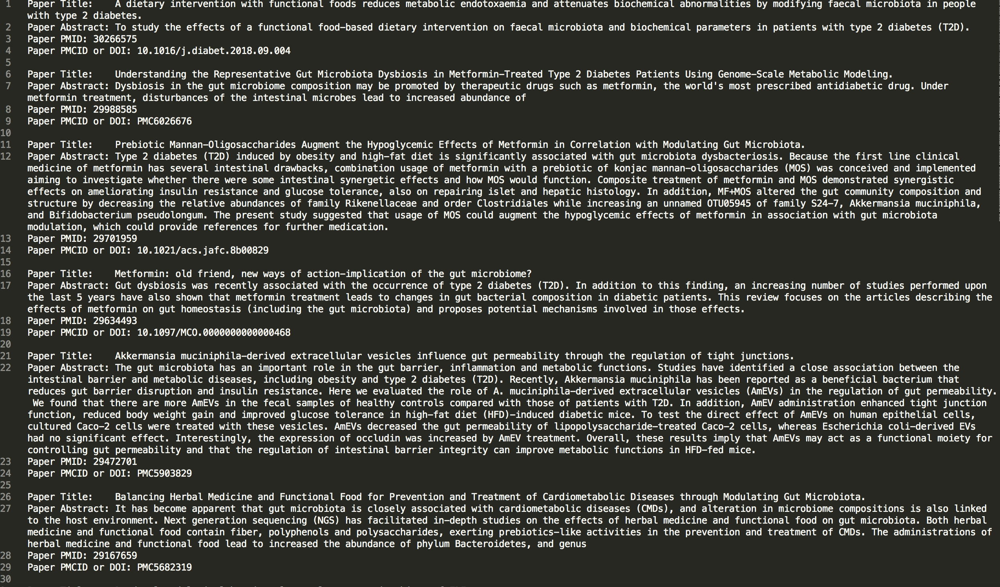 1 Paper Title:    A dietary intervention with functional foods reduces metabolic endotoxaemia and attenuates biochemical abnormalities by modifying faecal microbiota in people
with type 2 diabetes.
2 Paper Abstract: To study the effects of a functional food-based dietary intervention on faecal microbiota and biochemical parameters in patients with type 2 diabetes (T2D).
3 Paper PMID: 30266575
4 Paper PMCID or DOI: 10.1016/j.diabet.2018.09.004
5
6 Paper Title:    Understanding the Representative Gut Microbiota Dysbiosis in Metformin-Treated Type 2 Diabetes Patients Using Genome-Scale Metabolic Modeling.
7 Paper Abstract: Dysbiosis in the gut microbiome composition may be promoted by therapeutic drugs such as metformin, the world's most prescribed antidiabetic drug. Under
metformin treatment, disturbances of the intestinal microbes lead to increased abundance of
8 Paper PMID: 29988585
9 Paper PMCID or DOI: PMC6026676
10
11 Paper Title:    Prebiotic Mannan-Oligosaccharides Augment the Hypoglycemic Effects of Metformin in Correlation with Modulating Gut Microbiota.
12 Paper Abstract: Type 2 diabetes (T2D) induced by obesity and high-fat diet is significantly associated with gut microbiota dysbacteriosis. Because the first line clinical
medicine of metformin has several intestinal drawbacks, combination usage of metformin with a prebiotic of konjac mannan-oligosaccharides (MOS) was conceived and implemented
aiming to investigate whether there were some intestinal synergetic effects and how MOS would function. Composite treatment of metformin and MOS demonstrated synergistic
effects on ameliorating insulin resistance and glucose tolerance, also on repairing islet and hepatic histology. In addition, MF+MOS altered the gut community composition and
structure by decreasing the relative abundances of family Rikenellaceae and order Clostridiales while increasing an unnamed OTU05945 of family S24-7, Akkermansia muciniphila,
and Bifidobacterium pseudolongum. The present study suggested that usage of MOS could augment the hypoglycemic effects of metformin in association with gut microbiota
modulation, which could provide references for further medication.
13 Paper PMID: 29701959
14 Paper PMCID or DOI: 10.1021/acs.jafc.8b00829
15
16 Paper Title:    Metformin: old friend, new ways of action-implication of the gut microbiome?
17 Paper Abstract: Gut dysbiosis was recently associated with the occurrence of type 2 diabetes (T2D). In addition to this finding, an increasing number of studies performed upon
the last 5 years have also shown that metformin treatment leads to changes in gut bacterial composition in diabetic patients. This review focuses on the articles describing the
effects of metformin on gut homeostasis (including the gut microbiota) and proposes potential mechanisms involved in those effects.
18 Paper PMID: 29634493
19 Paper PMCID or DOI: 10.1097/MCO.0000000000000468
20
21 Paper Title:    Akkermansia muciniphila-derived extracellular vesicles influence gut permeability through the regulation of tight junctions.
22 Paper Abstract: The gut microbiota has an important role in the gut barrier, inflammation and metabolic functions. Studies have identified a close association between the
intestinal barrier and metabolic diseases, including obesity and type 2 diabetes (T2D). Recently, Akkermansia muciniphila has been reported as a beneficial bacterium that
reduces gut barrier disruption and insulin resistance. Here we evaluated the role of A. muciniphila-derived extracellular vesicles (AmEVs) in the regulation of gut permeability.
We found that there are more AmEVs in the fecal samples of healthy controls compared with those of patients with T2D. In addition, AmEV administration enhanced tight junction
function, reduced body weight gain and improved glucose tolerance in high-fat diet (HFD)-induced diabetic mice. To test the direct effect of AmEVs on human epithelial cells,
cultured Caco-2 cells were treated with these vesicles. AmEVs decreased the gut permeability of lipopolysaccharide-treated Caco-2 cells, whereas Escherichia coli-derived EVs
had no significant effect. Interestingly, the expression of occludin was increased by AmEV treatment. Overall, these results imply that AmEVs may act as a functional moiety for
controlling gut permeability and that the regulation of intestinal barrier integrity can improve metabolic functions in HFD-fed mice.
23 Paper PMID: 29472701
24 Paper PMCID or DOI: PMC5903829
25
26 Paper Title:    Balancing Herbal Medicine and Functional Food for Prevention and Treatment of Cardiometabolic Diseases through Modulating Gut Microbiota.
27 Paper Abstract: It has become apparent that gut microbiota is closely associated with cardiometabolic diseases (CMDs), and alteration in microbiome compositions is also linked
to the host environment. Next generation sequencing (NGS) has facilitated in-depth studies on the effects of herbal medicine and functional food on gut microbiota. Both herbal
medicine and functional food contain fiber, polyphenols and polysaccharides, exerting prebiotics-like activities in the prevention and treatment of CMDs. The administrations of
herbal medicine and functional food lead to increased the abundance of phylum Bacteroidetes, and genus
28 Paper PMID: 29167659
29 Paper PMCID or DOI: PMC5682319
30